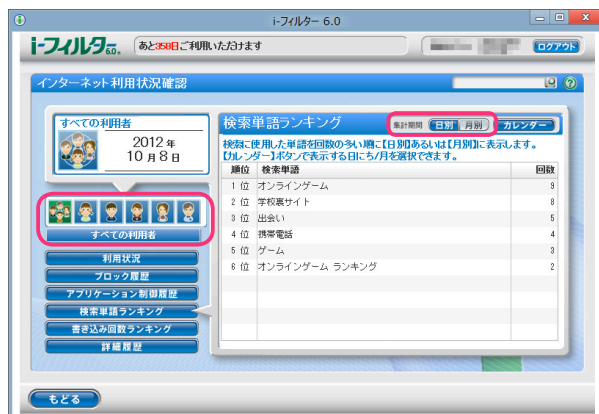 i-フィルター 6.0
i-フィルター 6.0
あと358日ご利用いただけます
ログアウト
インターネット利用状況確認
すべての利用者
2012 年
10 月 8 日
すべての利用者
利用状況
ブロック履歴
アプリケーション制御履歴
検索単語ランキング
書き込み回数ランキング
詳細履歴
検索単語ランキング
集計期間 日別 月別 カレンダー
検索に使用した単語を回数の多い順に【日別】あるいは【月別】に表示します。
【カレンダー】ボタンで表示する日にち/月を選択できます。
順位 検索単語 回数
1 位 オンラインゲーム 9
2 位 学校裏サイト 8
3 位 出会い 5
4 位 携帯電話 4
5 位 ゲーム 3
6 位 オンラインゲーム ランキング 2
もどる